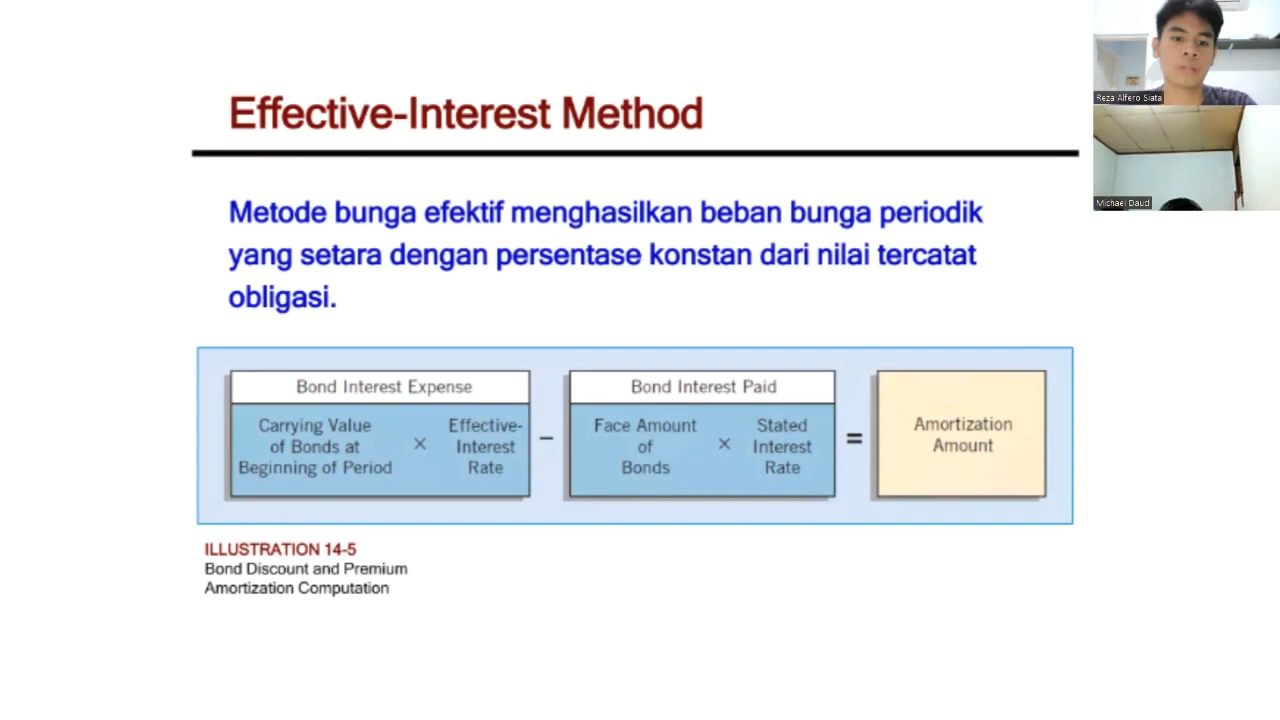 Effective-Interest Method
Metode bunga efektif menghasilkan beban bunga periodik
yang setara dengan persentase konstan dari nilai tercatat
obligasi.
Bond Interest Expense
Carrying Value
of Bonds at
Beginning of Period
×
Effective-
Interest
Rate
–
Bond Interest Paid
Face Amount
of
Bonds
×
Stated
Interest
Rate
=
Amortization
Amount
ILLUSTRATION 14-5
Bond Discount and Premium
Amortization Computation
Reza Alfero Siata
Michael Daud